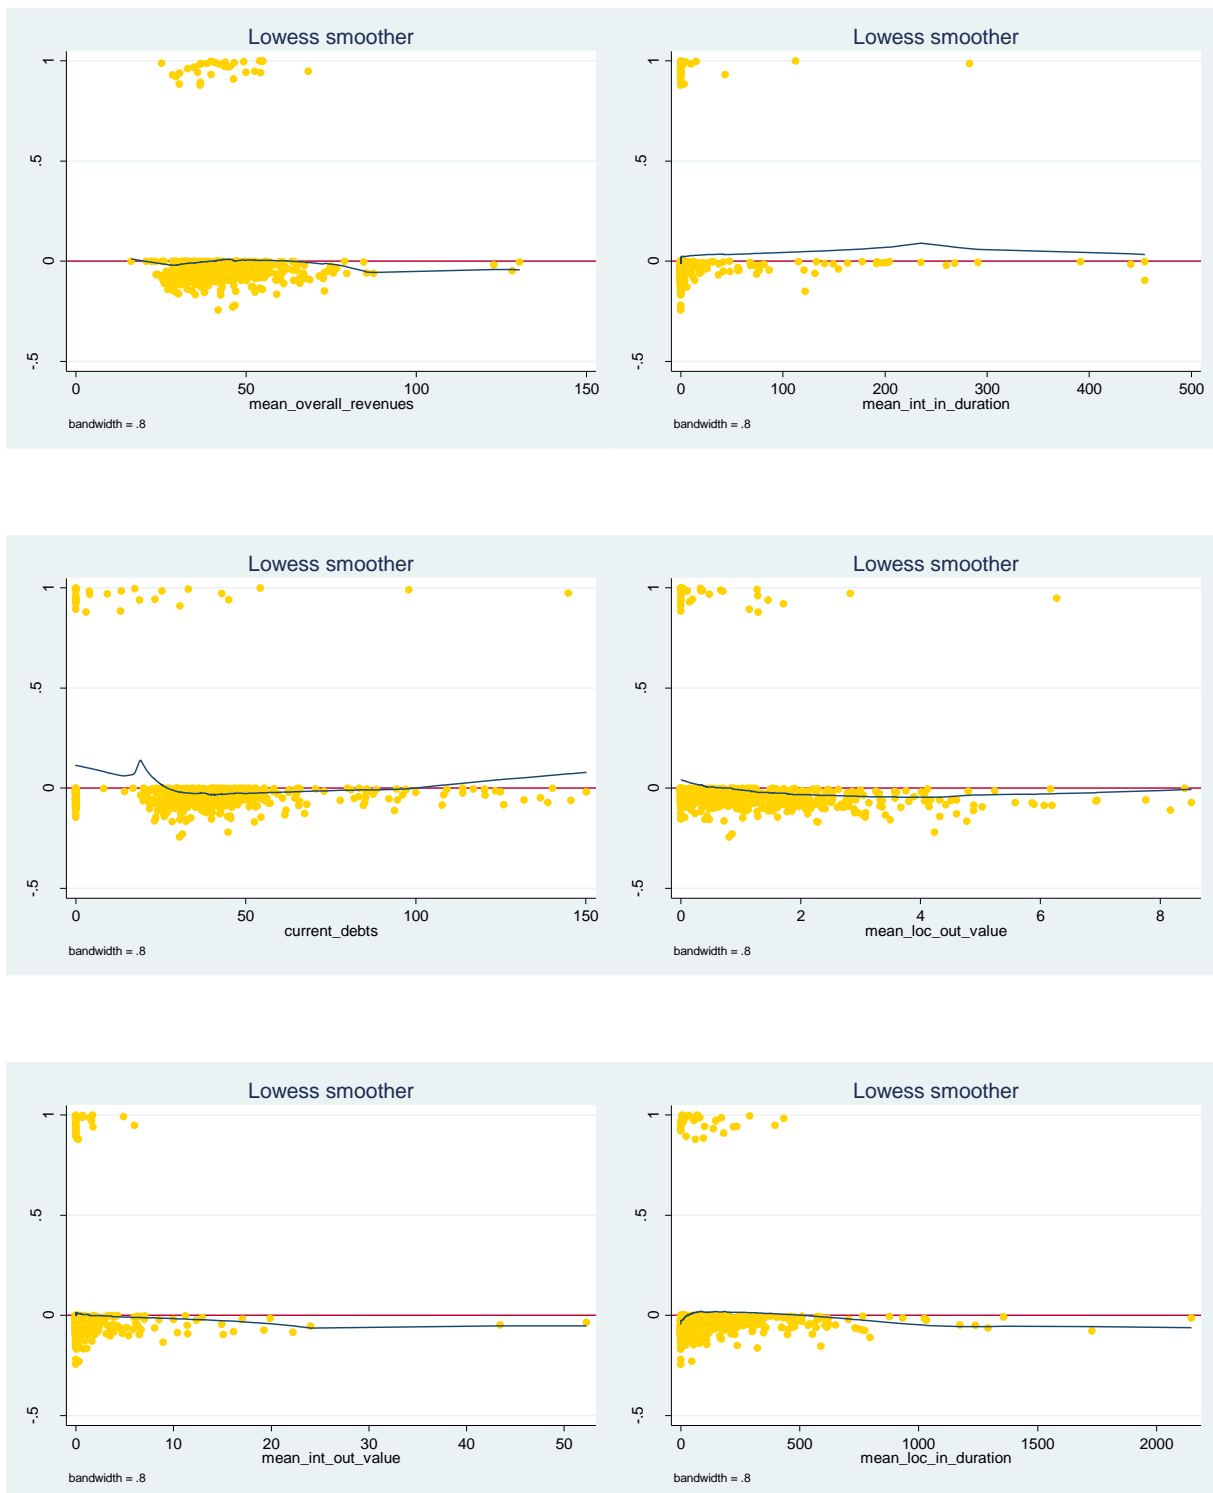 Lowess smoother
1
.5
0
-.5
0 50 100 150
mean_overall_revenues
bandwidth = .8
Lowess smoother
1
.5
0
-.5
0 100 200 300 400 500
mean_int_in_duration
bandwidth = .8
Lowess smoother
1
.5
0
-.5
0 50 100 150
current_debts
bandwidth = .8
Lowess smoother
1
.5
0
-.5
0 2 4 6 8
mean_loc_out_value
bandwidth = .8
Lowess smoother
1
.5
0
-.5
0 10 20 30 40 50
mean_int_out_value
bandwidth = .8
Lowess smoother
1
.5
0
-.5
0 500 1000 1500 2000
mean_loc_in_duration
bandwidth = .8